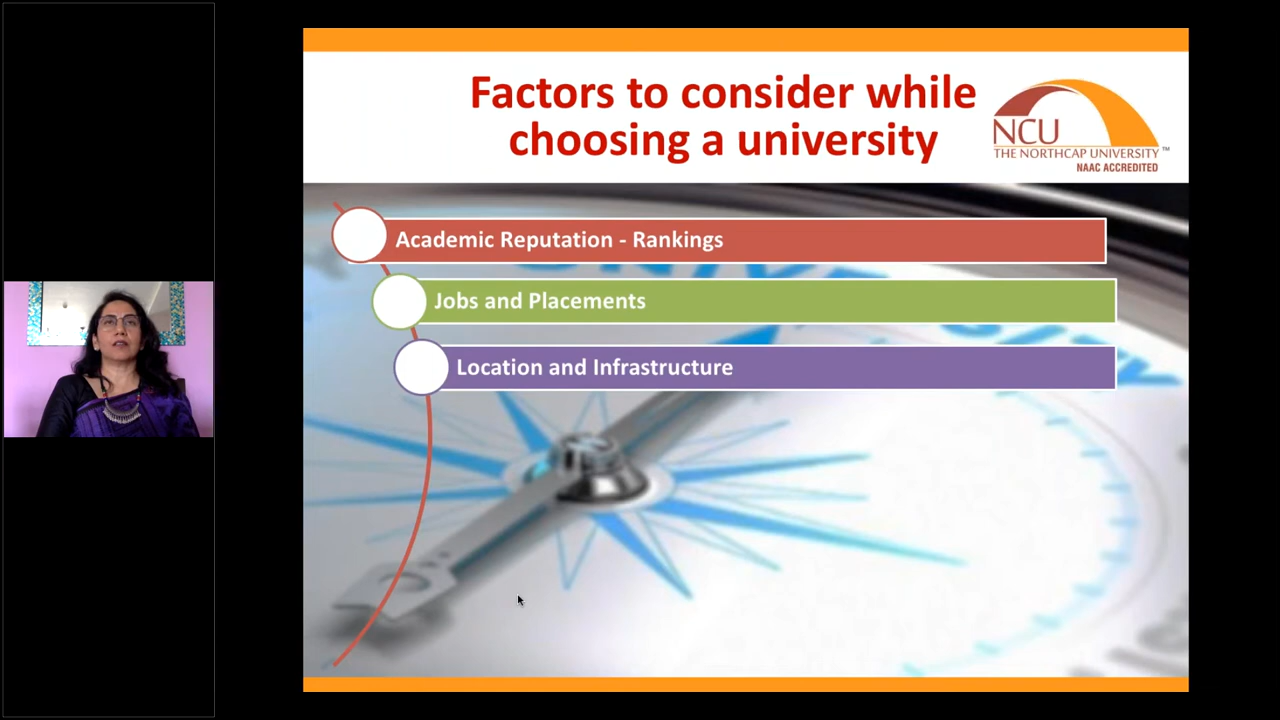 Factors to consider while
choosing a university
NCU
THE NORTHCAP UNIVERSITY™
NAAC ACCREDITED
Academic Reputation - Rankings
Jobs and Placements
Location and Infrastructure